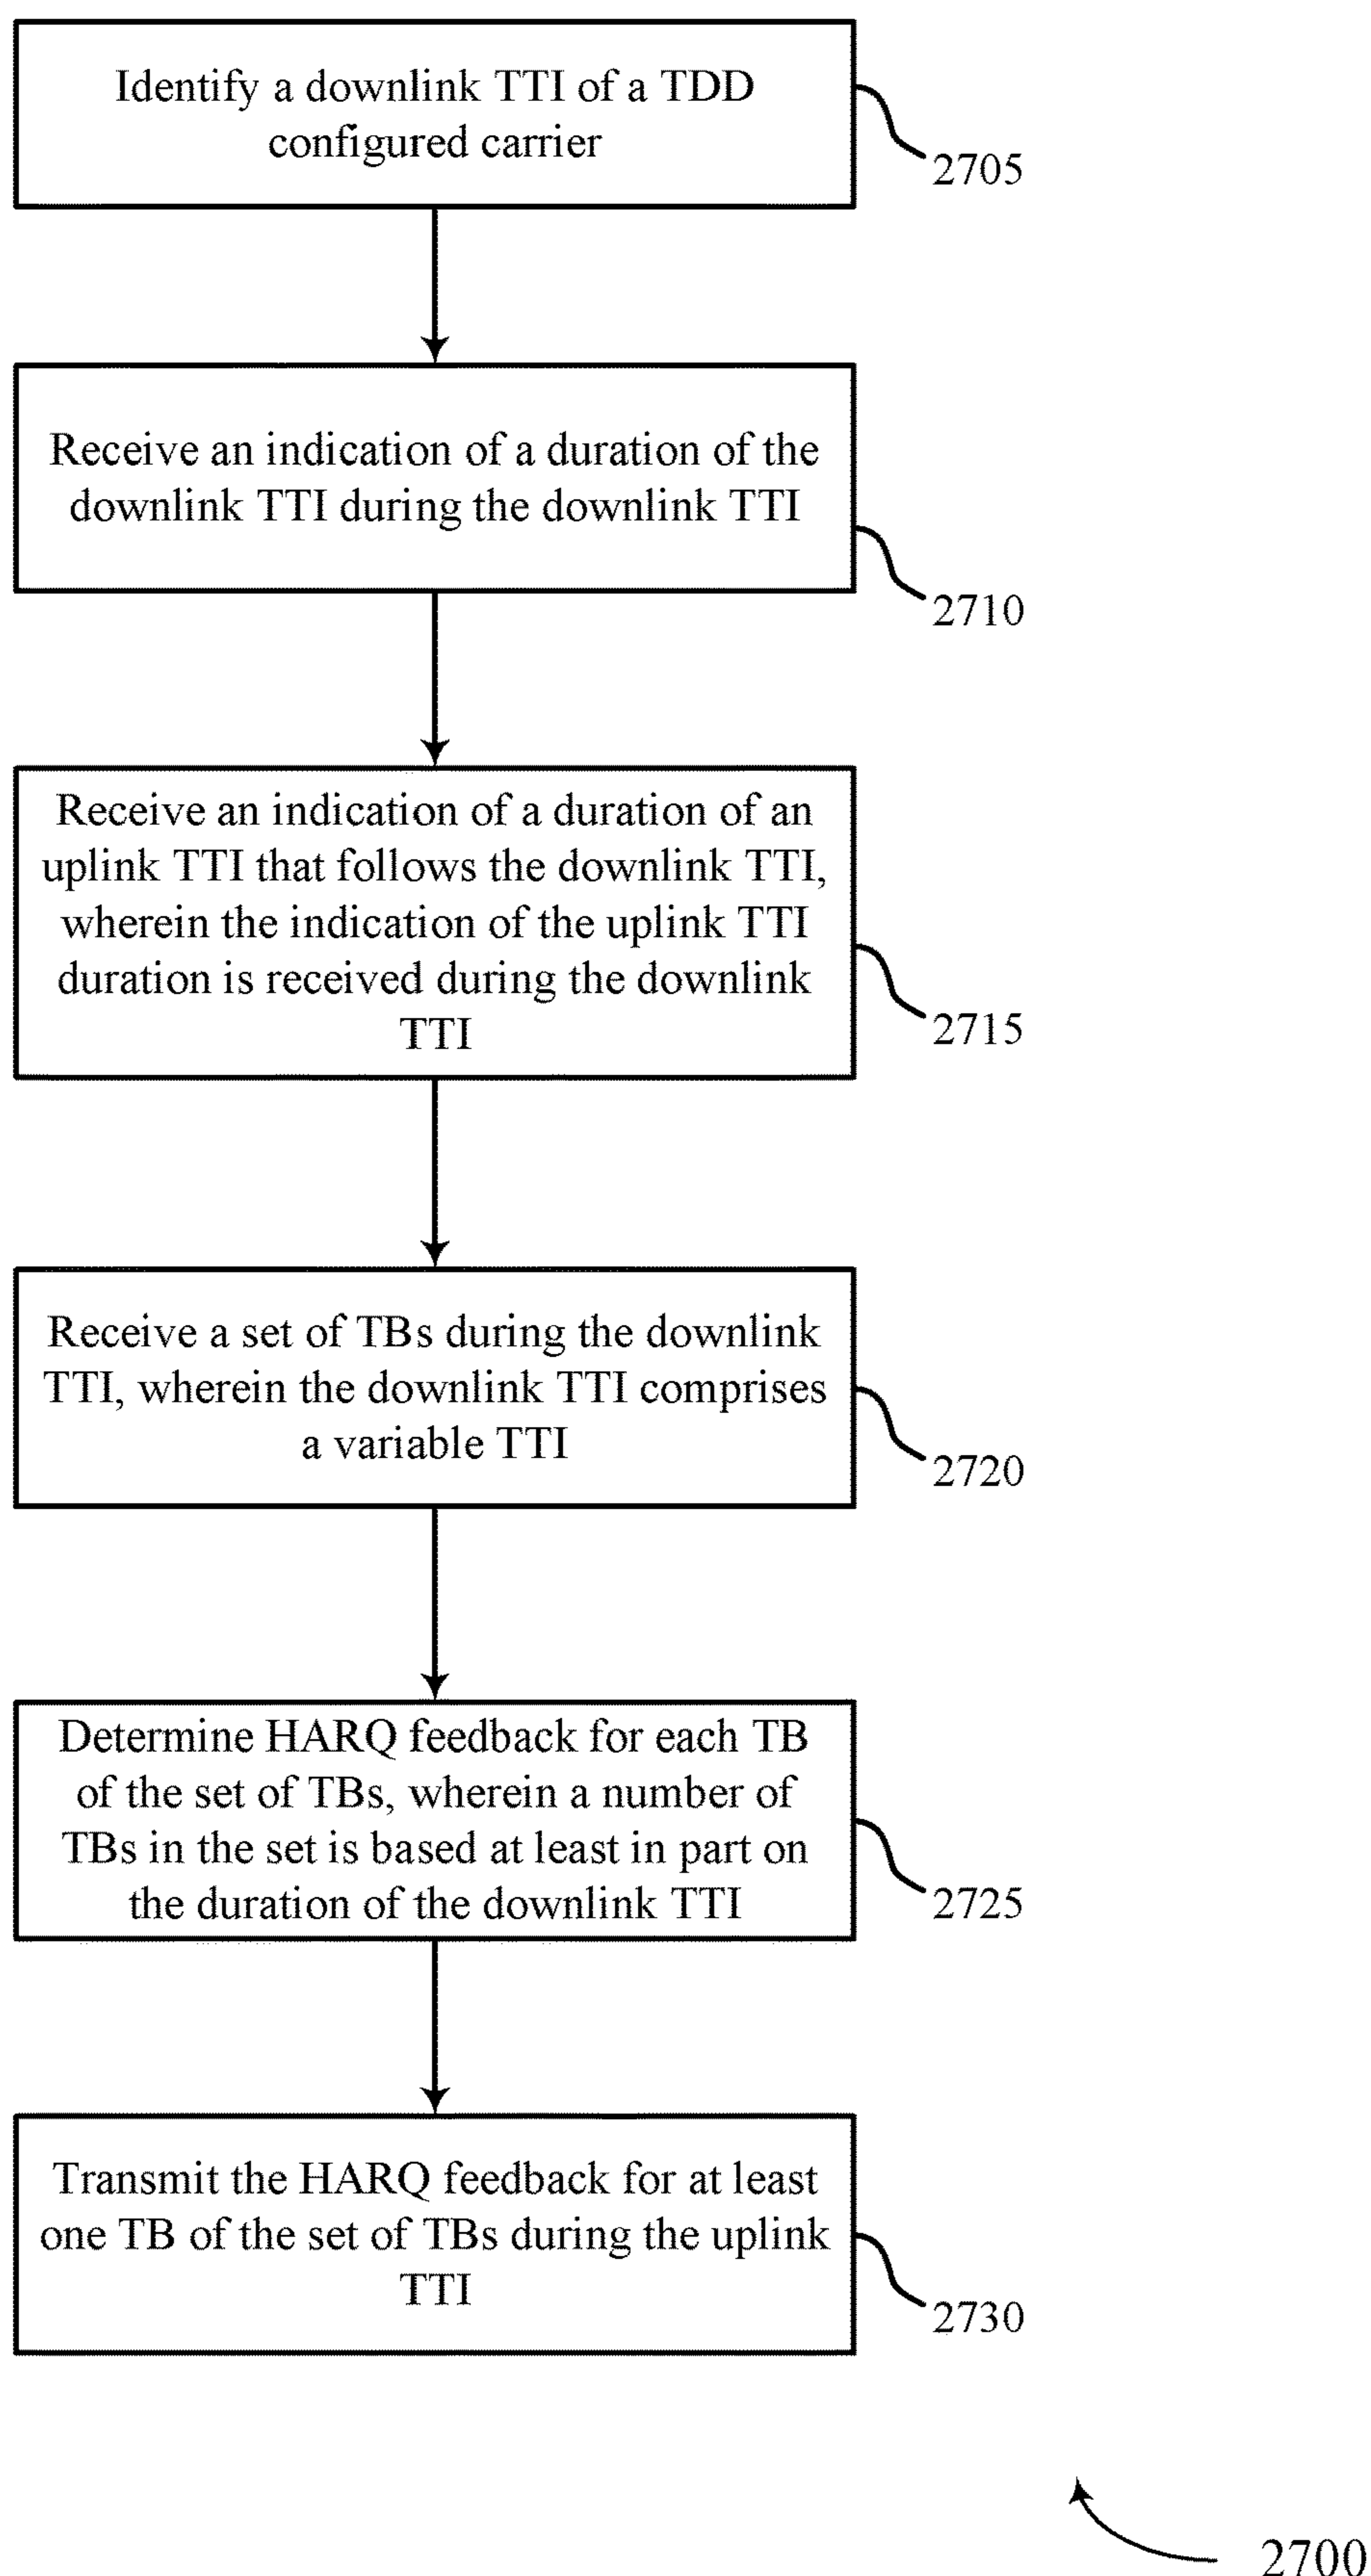 Identify a downlink TTI of a TDD
configured carrier
2705
Receive an indication of a duration of the
downlink TTI during the downlink TTI
2710
Receive an indication of a duration of an
uplink TTI that follows the downlink TTI,
wherein the indication of the uplink TTI
duration is received during the downlink
TTI
2715
Receive a set of TBs during the downlink
TTI, wherein the downlink TTI comprises
a variable TTI
2720
Determine HARQ feedback for each TB
of the set of TBs, wherein a number of
TBs in the set is based at least in part on
the duration of the downlink TTI
2725
Transmit the HARQ feedback for at least
one TB of the set of TBs during the uplink
TTI
2730
2700